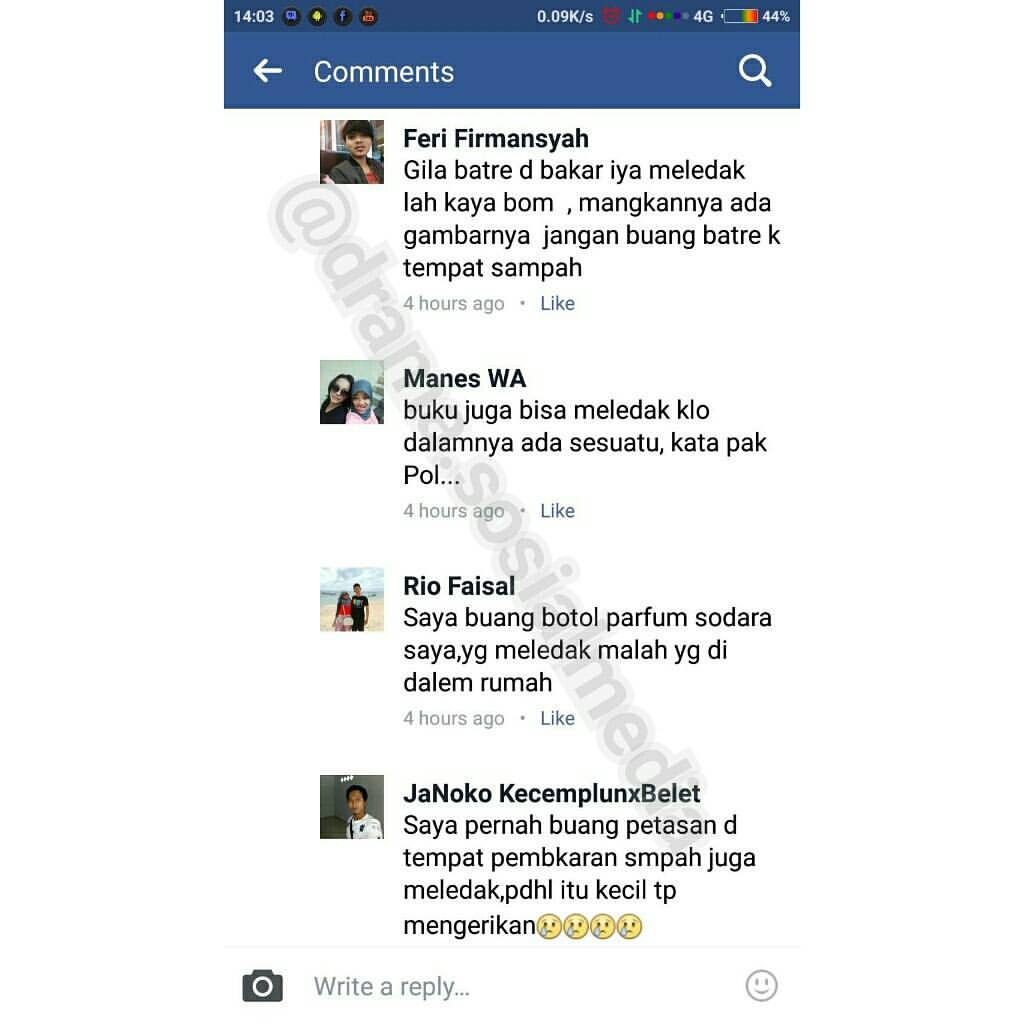 14:03 0.09K/s 4G 44%
Comments
Feri Firmansyah
Gila batre d bakar iya meledak
lah kaya bom , mangkannya ada
gambarnya jangan buang batre k
tempat sampah
4 hours ago • Like
Manes WA
buku juga bisa meledak klo
dalamnya ada sesuatu, kata pak
Pol...
4 hours ago • Like
Rio Faisal
Saya buang botol parfum sodara
saya,yg meledak malah yg di
dalem rumah
4 hours ago • Like
JaNoko KecemplunxBelet
Saya pernah buang petasan d
tempat pembkaran smpah juga
meledak,pdhl itu kecil tp
mengerikan😢😢😢😢
Write a reply...
@drama.sosialmedia